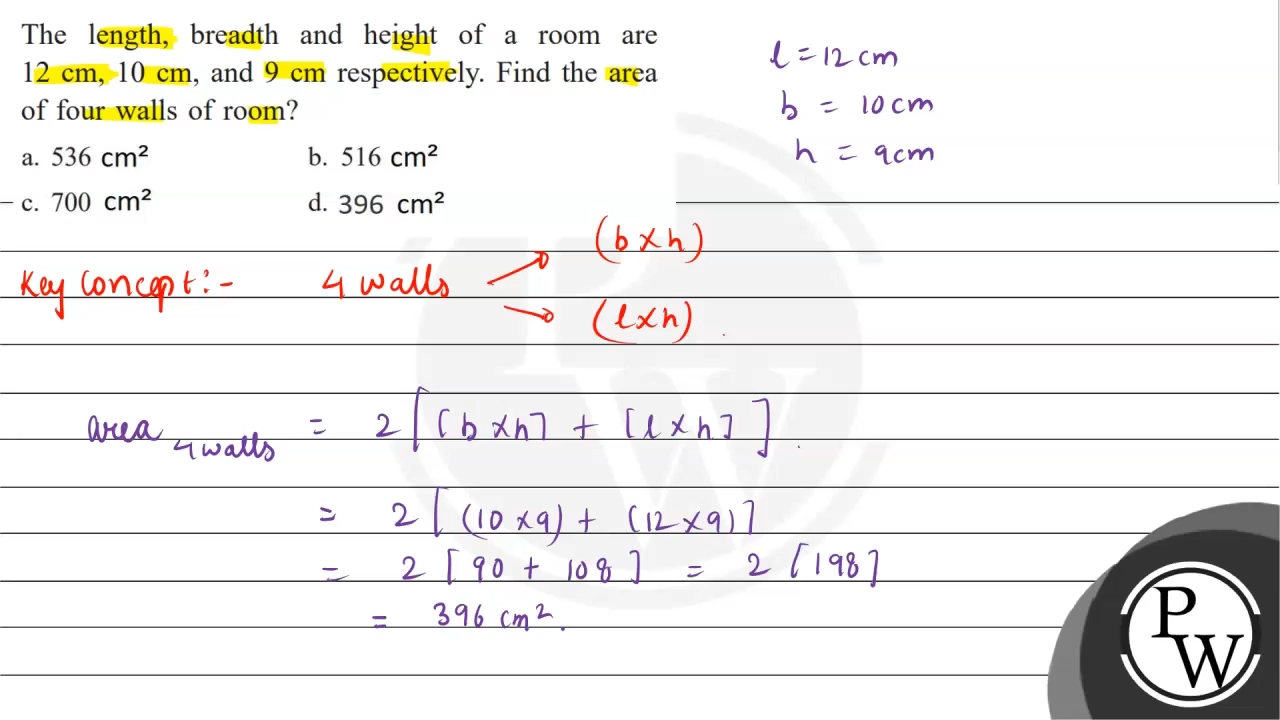 The length, breadth and height of a room are
12 cm, 10 cm, and 9 cm respectively. Find the area
of four walls of room?
a. 536 cm² b. 516 cm²
c. 700 cm² d. 396 cm²
l = 12 cm
b = 10 cm
h = 9 cm
Key Concept:- 4 walls (b × h)
(l × h)
area 4 walls = 2 [[b × h] + [l × h]]
= 2 [(10 × 9) + (12 × 9)]
= 2 [90 + 108] = 2 [198]
= 396 cm².
PW